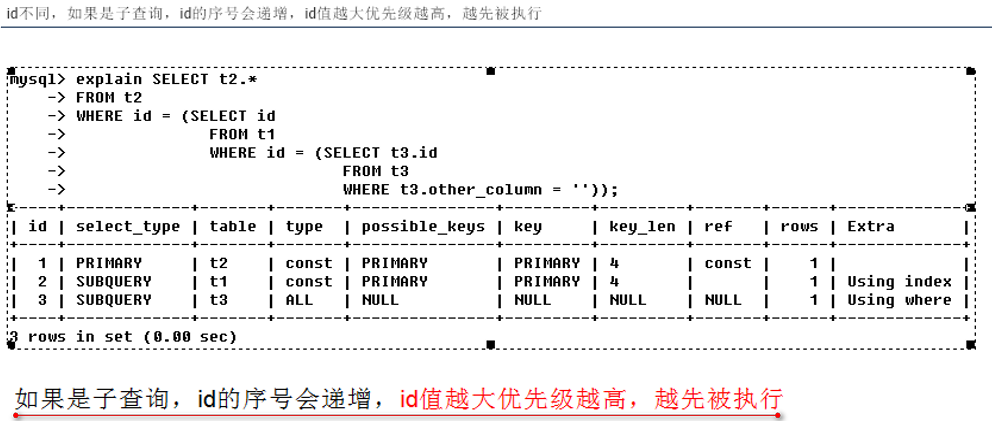 id不同，如果是子查询，id的序号会递增，id值越大优先级越高，越先被执行
mysql> explain SELECT t2.*
-> FROM t2
-> WHERE id = (SELECT id
-> FROM t1
-> WHERE id = (SELECT t3.id
-> FROM t3
-> WHERE t3.other_column = ''));
| id | select_type | table | type | possible_keys | key | key_len | ref | rows | Extra |
| 1 | PRIMARY | t2 | const | PRIMARY | PRIMARY | 4 | const | 1 | |
| 2 | SUBQUERY | t1 | const | PRIMARY | PRIMARY | 4 | | 1 | Using index |
| 3 | SUBQUERY | t3 | ALL | NULL | NULL | NULL | NULL | 1 | Using where |
3 rows in set (0.00 sec)
如果是子查询，id的序号会递增，id值越大优先级越高，越先被执行